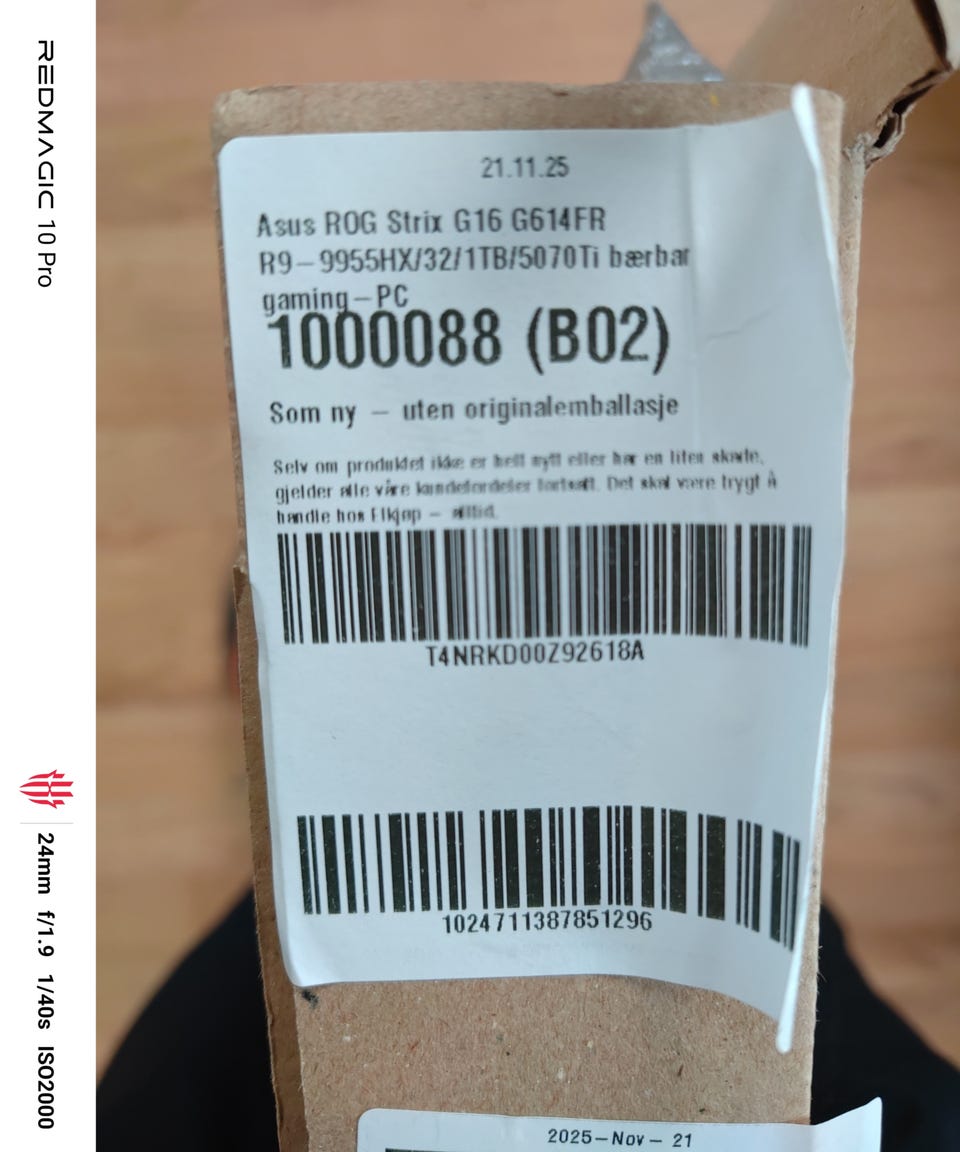 REDMAGIC 10 Pro
24mm f/1.9 1/40s ISO2000
21.11.25
Asus ROG Strix G16 G614FR
R9-9955HX/32/1TB/5070Ti bærbar
gaming-PC
1000088 (B02)
Som ny - uten originalemballasje
Selv om produktet ikke er helt nytt eller har en liten skade,
gjelder alle våre kundefordeler fortsatt. Det skal være trygt å
handle hos Elkjøp - alltid.
T4NRKD00Z92618A
1024711387851296
2025-Nov-21